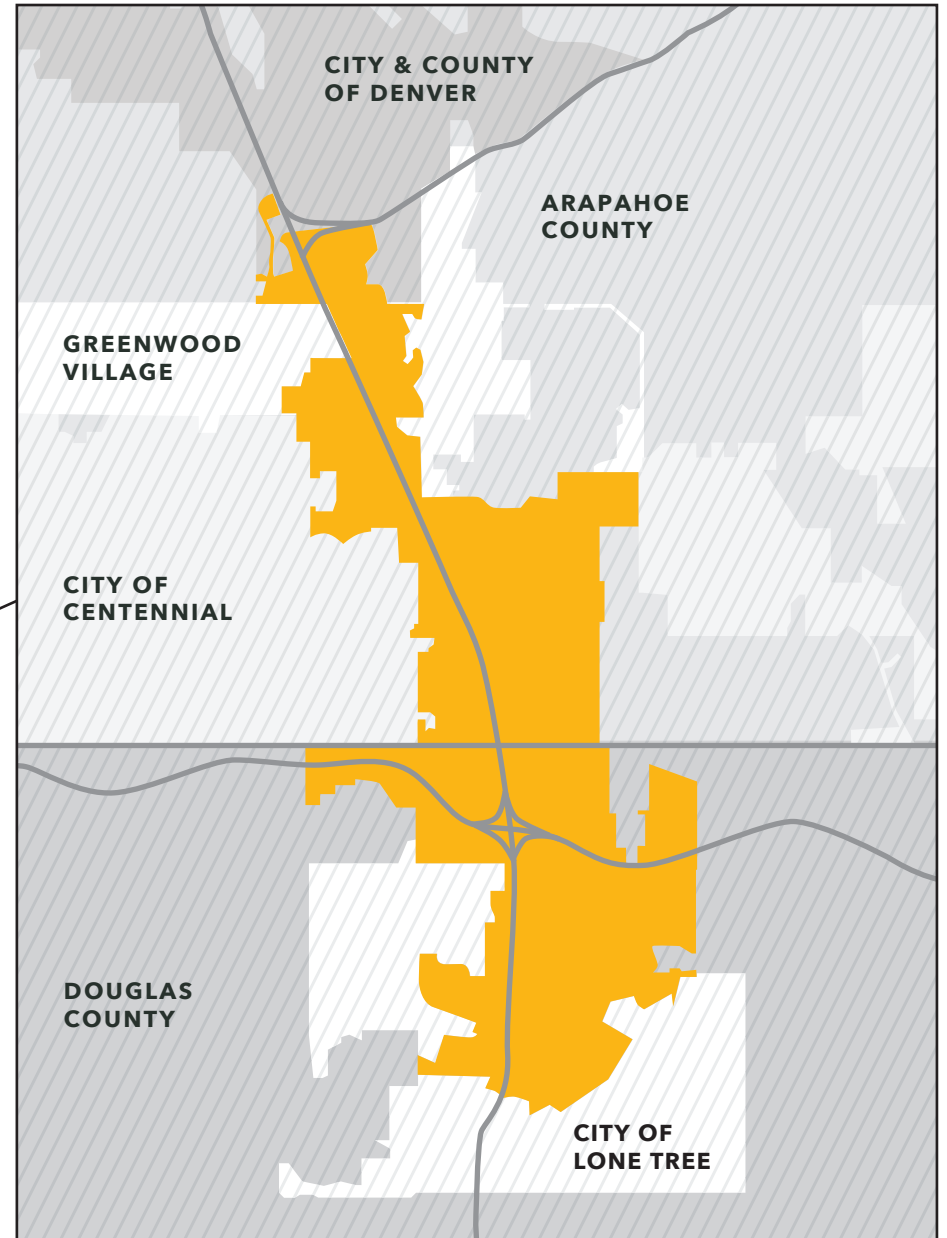 CITY & COUNTY
OF DENVER
ARAPAHOE
COUNTY
GREENWOOD
VILLAGE
CITY OF
CENTENNIAL
DOUGLAS
COUNTY
CITY OF
LONE TREE